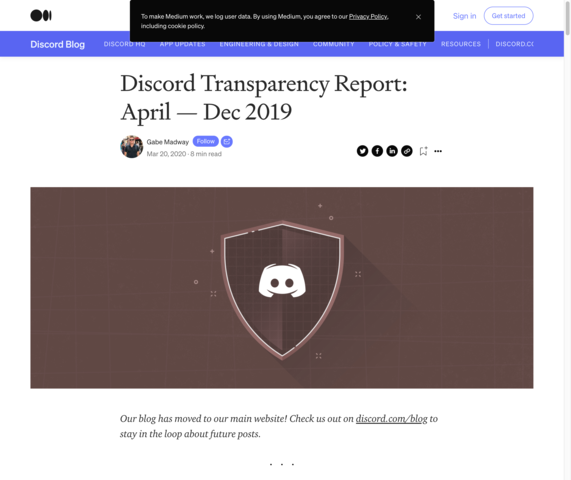 To make Medium work, we log user data. By using Medium, you agree to our Privacy Policy,
including cookie policy.
Sign in
Get started
Discord Blog
DISCORD HQ
APP UPDATES
ENGINEERING & DESIGN
COMMUNITY
POLICY & SAFETY
RESOURCES
DISCORD.CC
Discord Transparency Report:
April — Dec 2019
Gabe Madway
Follow
Mar 20, 2020 · 8 min read
Our blog has moved to our main website! Check us out on discord.com/blog to
stay in the loop about future posts.